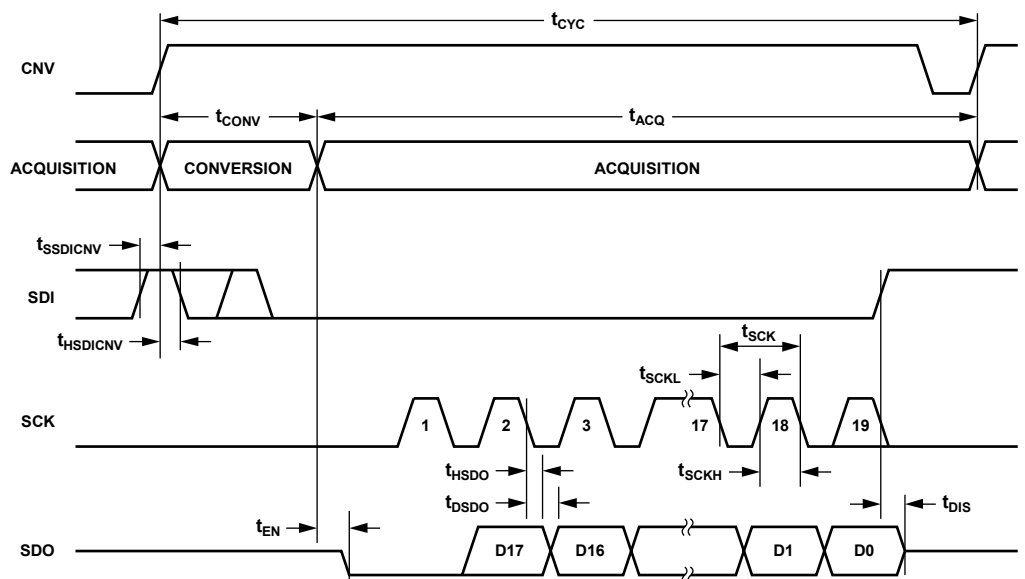 tCYC
CNV
tCONV
tACQ
ACQUISITION
CONVERSION
ACQUISITION
tSSDICNV
SDI
tHSDICNV
tSCK
tSCKL
SCK
1
2
3
17
18
19
tHSDO
tSCKH
tDSDO
tEN
tDIS
SDO
D17
D16
D1
D0